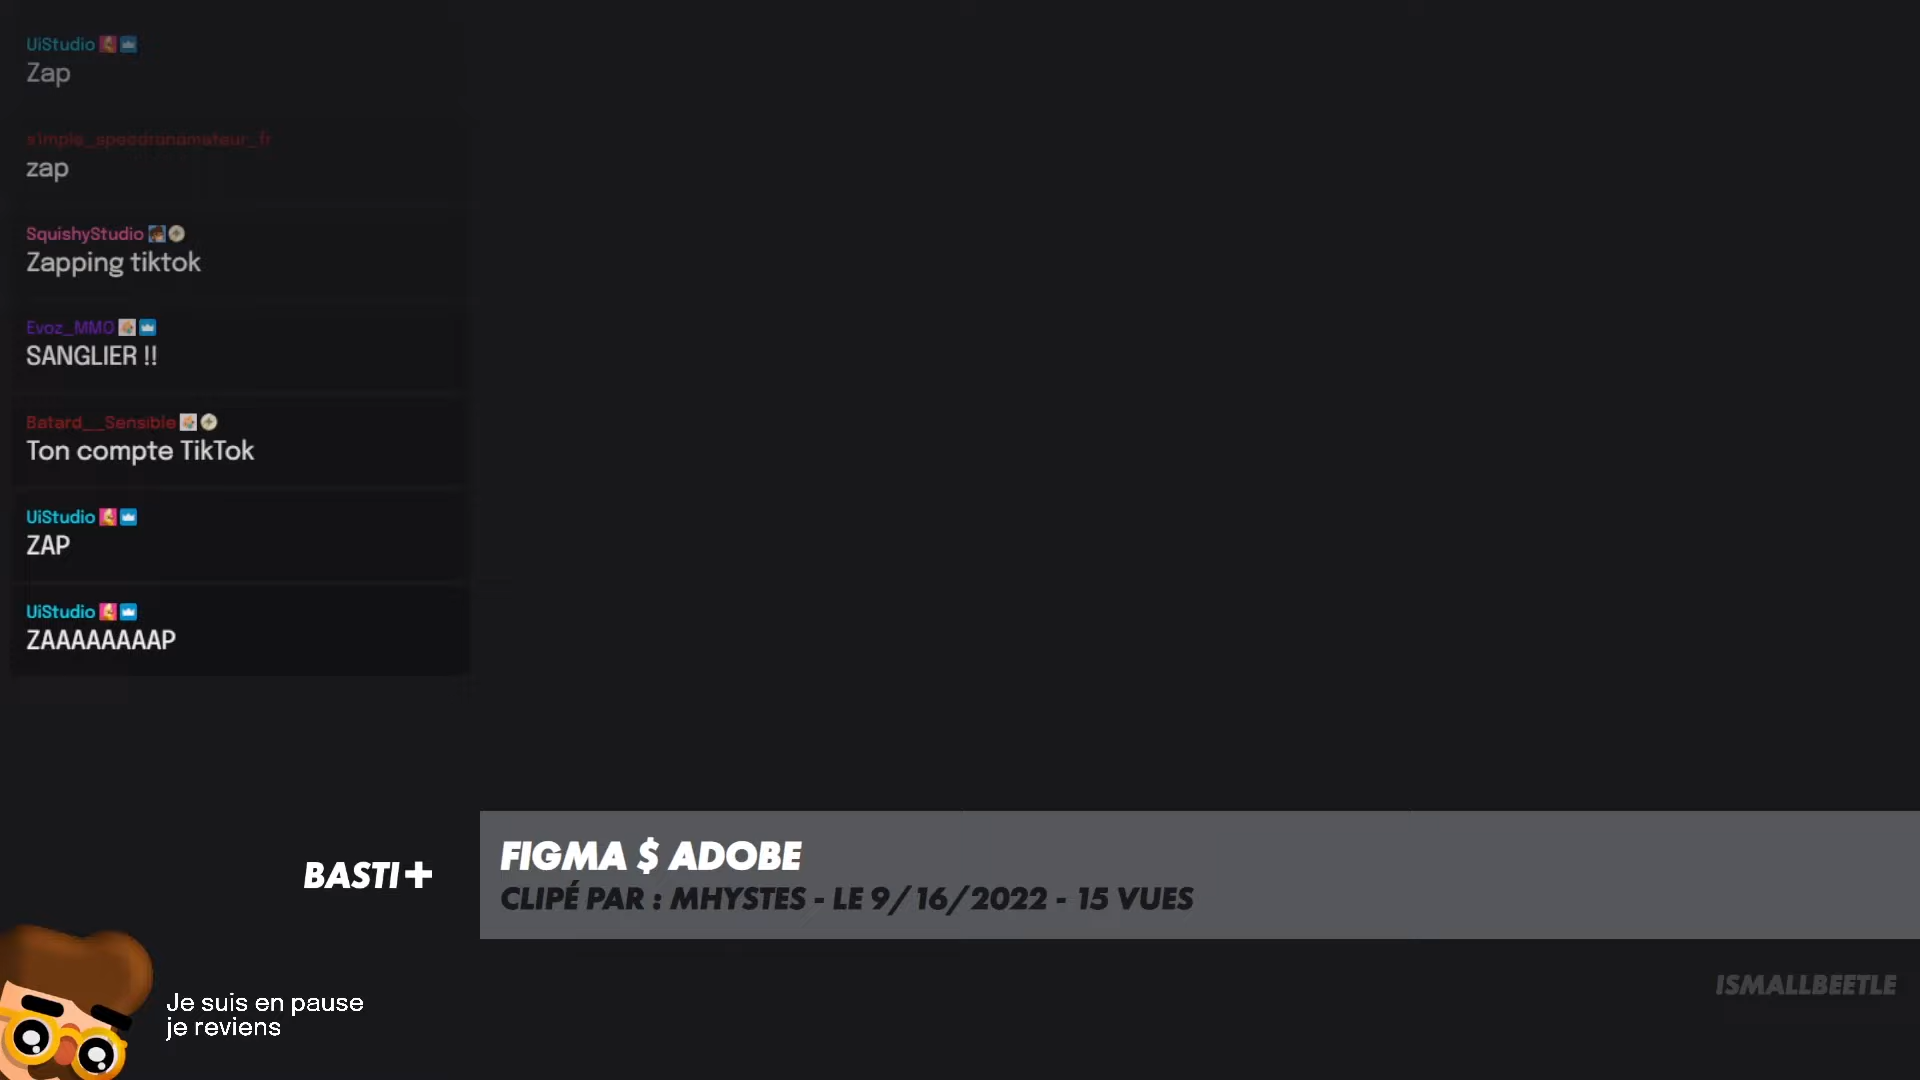 UiStudio
Zap
s1mple_speedrunamateur_fr
zap
SquishyStudio
Zapping tiktok
Evoz_MMO
SANGLIER !!
Batard__Sensible
Ton compte TikTok
UiStudio
ZAP
UiStudio
ZAAAAAAAAP
BASTI+
FIGMA $ ADOBE
CLIPÉ PAR : MHYSTES - LE 9/16/2022 - 15 VUES
ISMALLBEETLE
Je suis en pause
je reviens